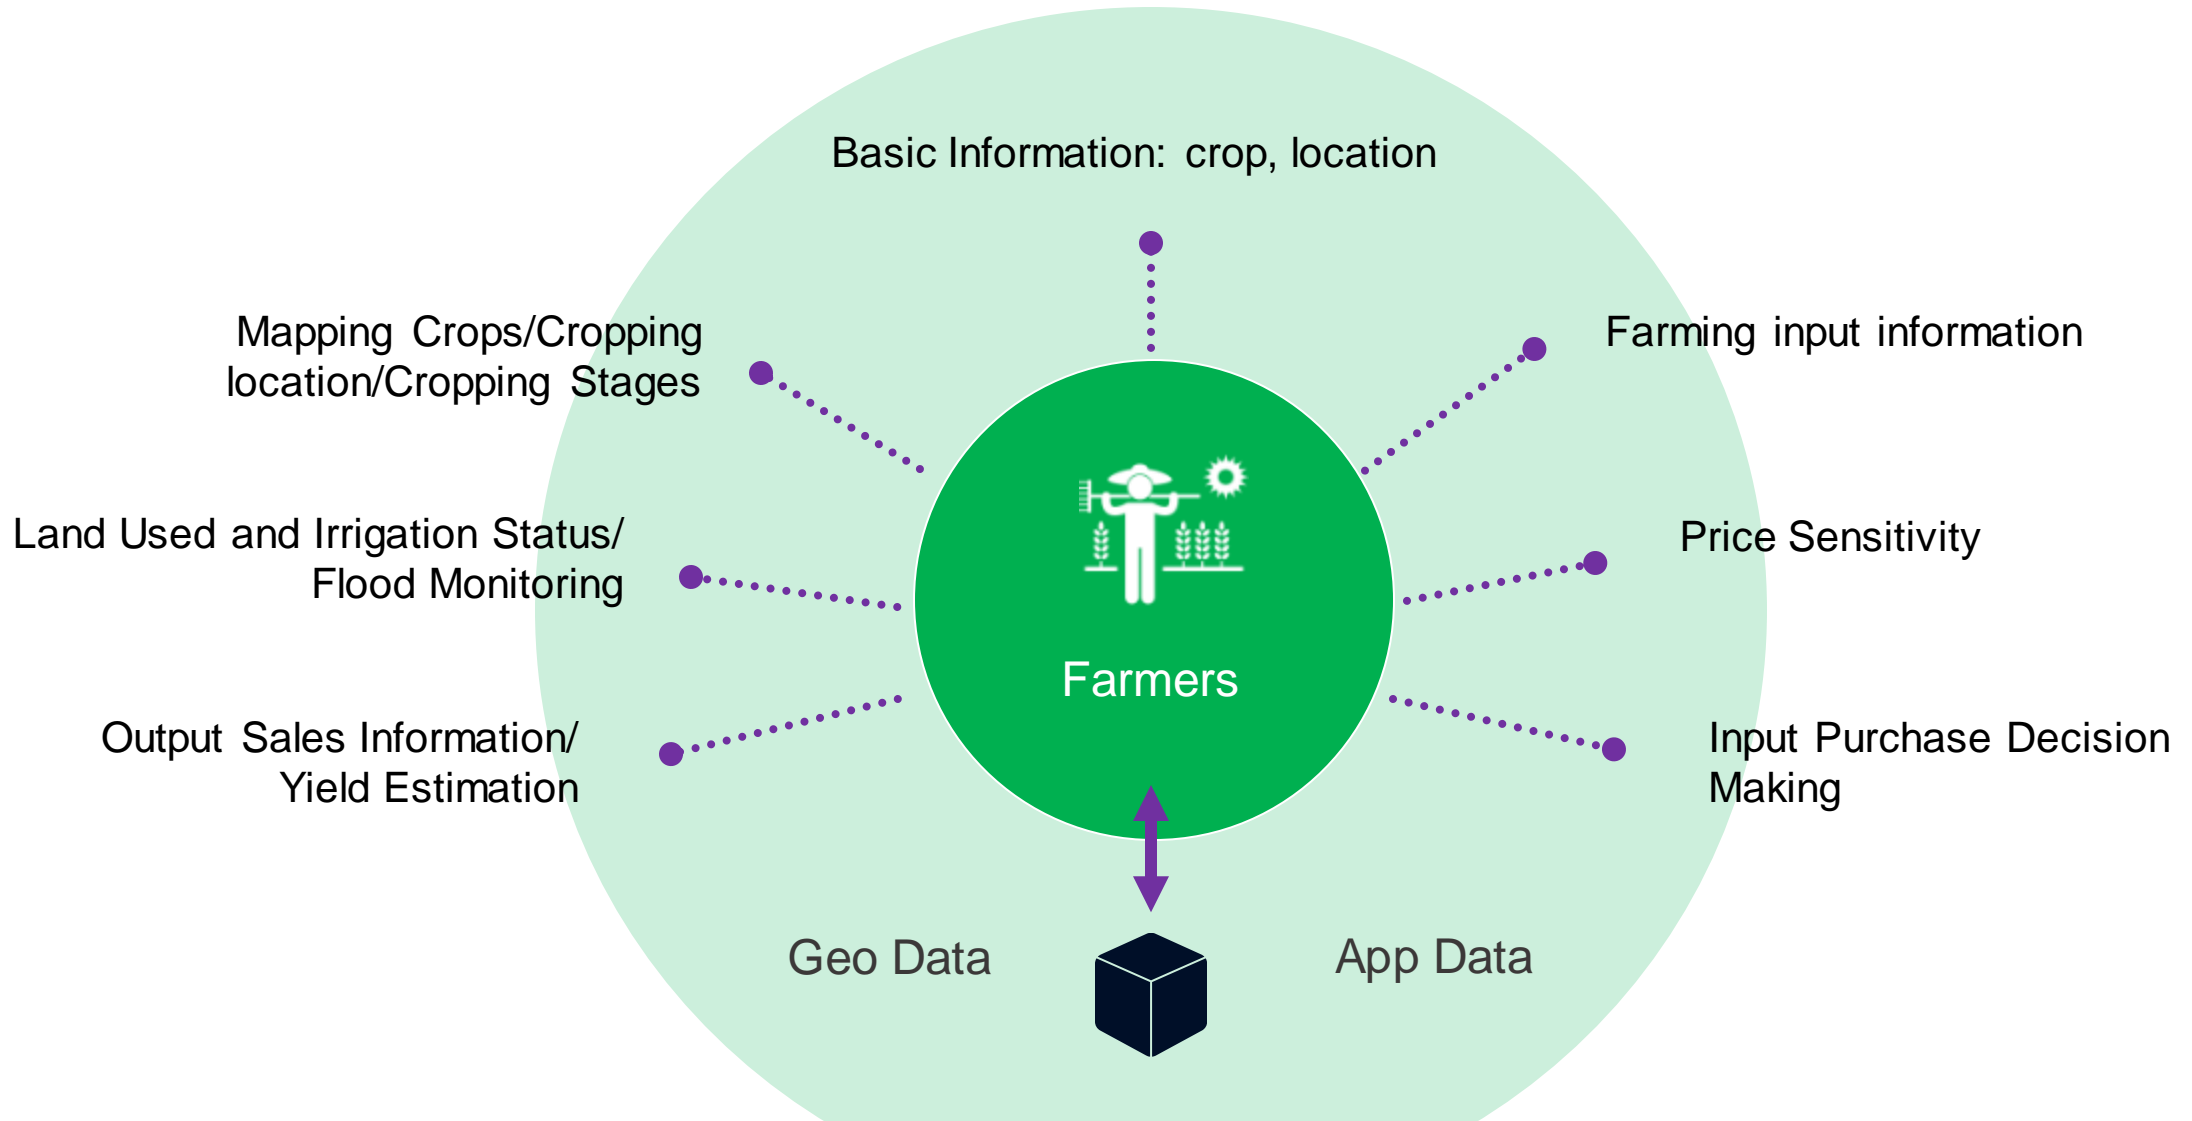 Basic Information: crop, location
Mapping Crops/Cropping
location/Cropping Stages
Farming input information
Land Used and Irrigation Status/
Flood Monitoring
Price Sensitivity
Farmers
Output Sales Information/
Yield Estimation
Input Purchase Decision
Making
Geo Data
App Data